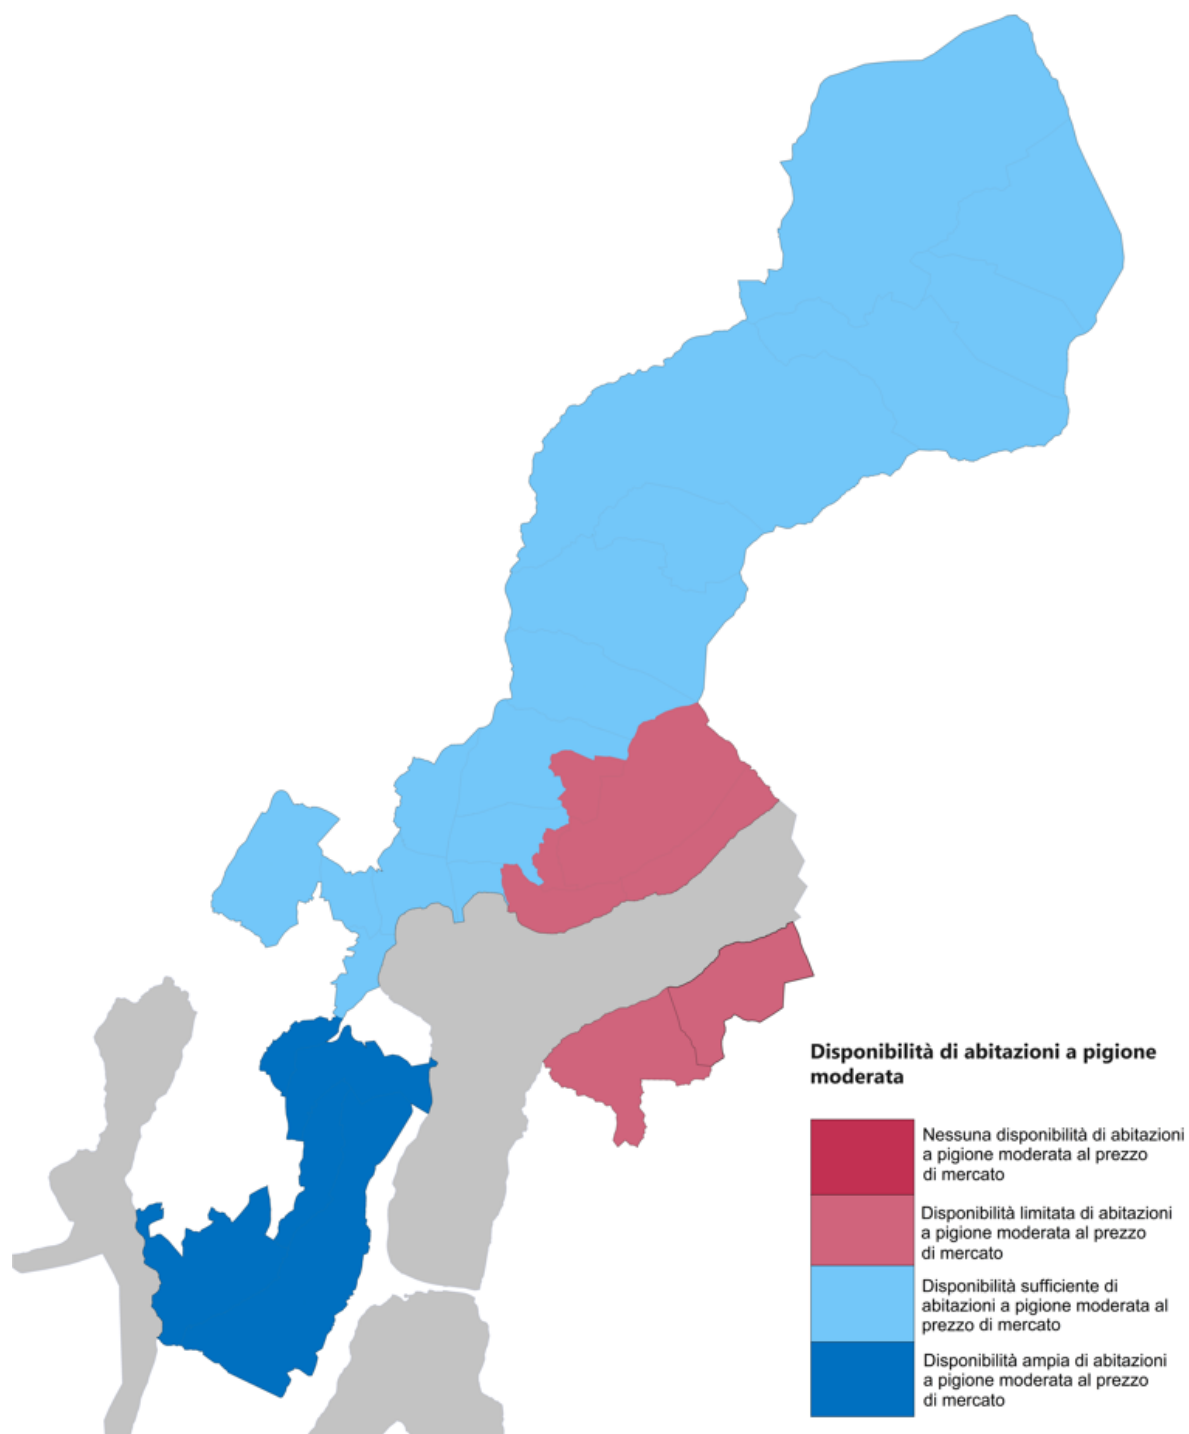 Disponibilità di abitazioni a pigione
moderata
Nessuna disponibilità di abitazioni
a pigione moderata al prezzo
di mercato
Disponibilità limitata di abitazioni
a pigione moderata al prezzo
di mercato
Disponibilità sufficiente di
abitazioni a pigione moderata al
prezzo di mercato
Disponibilità ampia di abitazioni
a pigione moderata al prezzo
di mercato